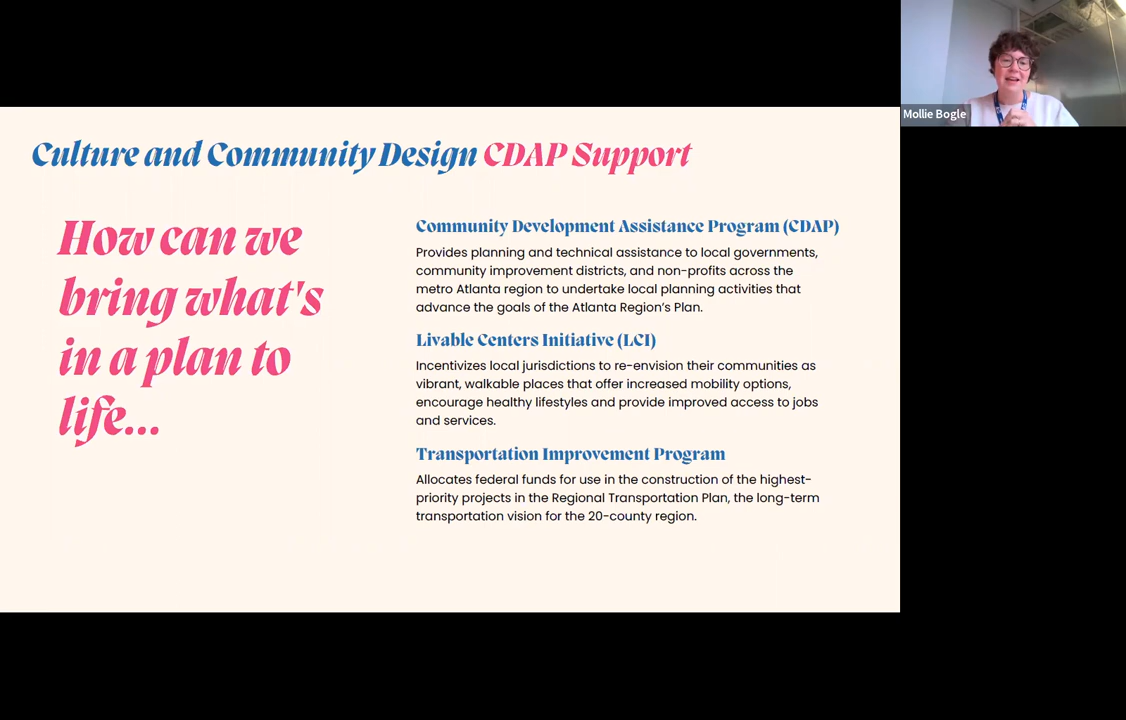 Mollie Bogle
Culture and Community Design CDAP Support
How can we
bring what's
in a plan to
life...
Community Development Assistance Program (CDAP)
Provides planning and technical assistance to local governments,
community improvement districts, and non-profits across the
metro Atlanta region to undertake local planning activities that
advance the goals of the Atlanta Region’s Plan.
Livable Centers Initiative (LCI)
Incentivizes local jurisdictions to re-envision their communities as
vibrant, walkable places that offer increased mobility options,
encourage healthy lifestyles and provide improved access to jobs
and services.
Transportation Improvement Program
Allocates federal funds for use in the construction of the highest-
priority projects in the Regional Transportation Plan, the long-term
transportation vision for the 20-county region.